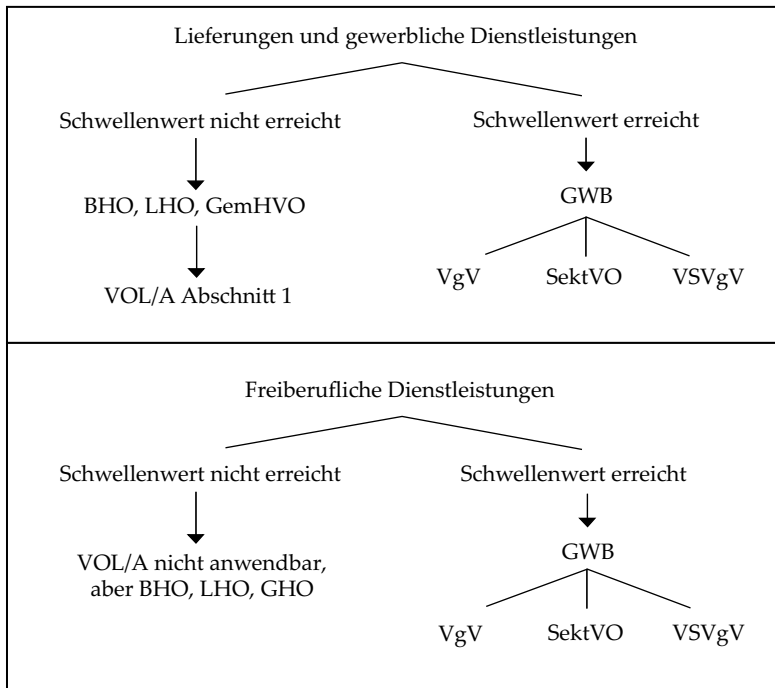 Lieferungen und gewerbliche Dienstleistungen
Schwellenwert nicht erreicht
Schwellenwert erreicht
BHO, LHO, GemHVO
GWB
VOL/A Abschnitt 1
VgV
SektVO
VSVgV
Freiberufliche Dienstleistungen
Schwellenwert nicht erreicht
Schwellenwert erreicht
VOL/A nicht anwendbar,
aber BHO, LHO, GHO
GWB
VgV
SektVO
VSVgV